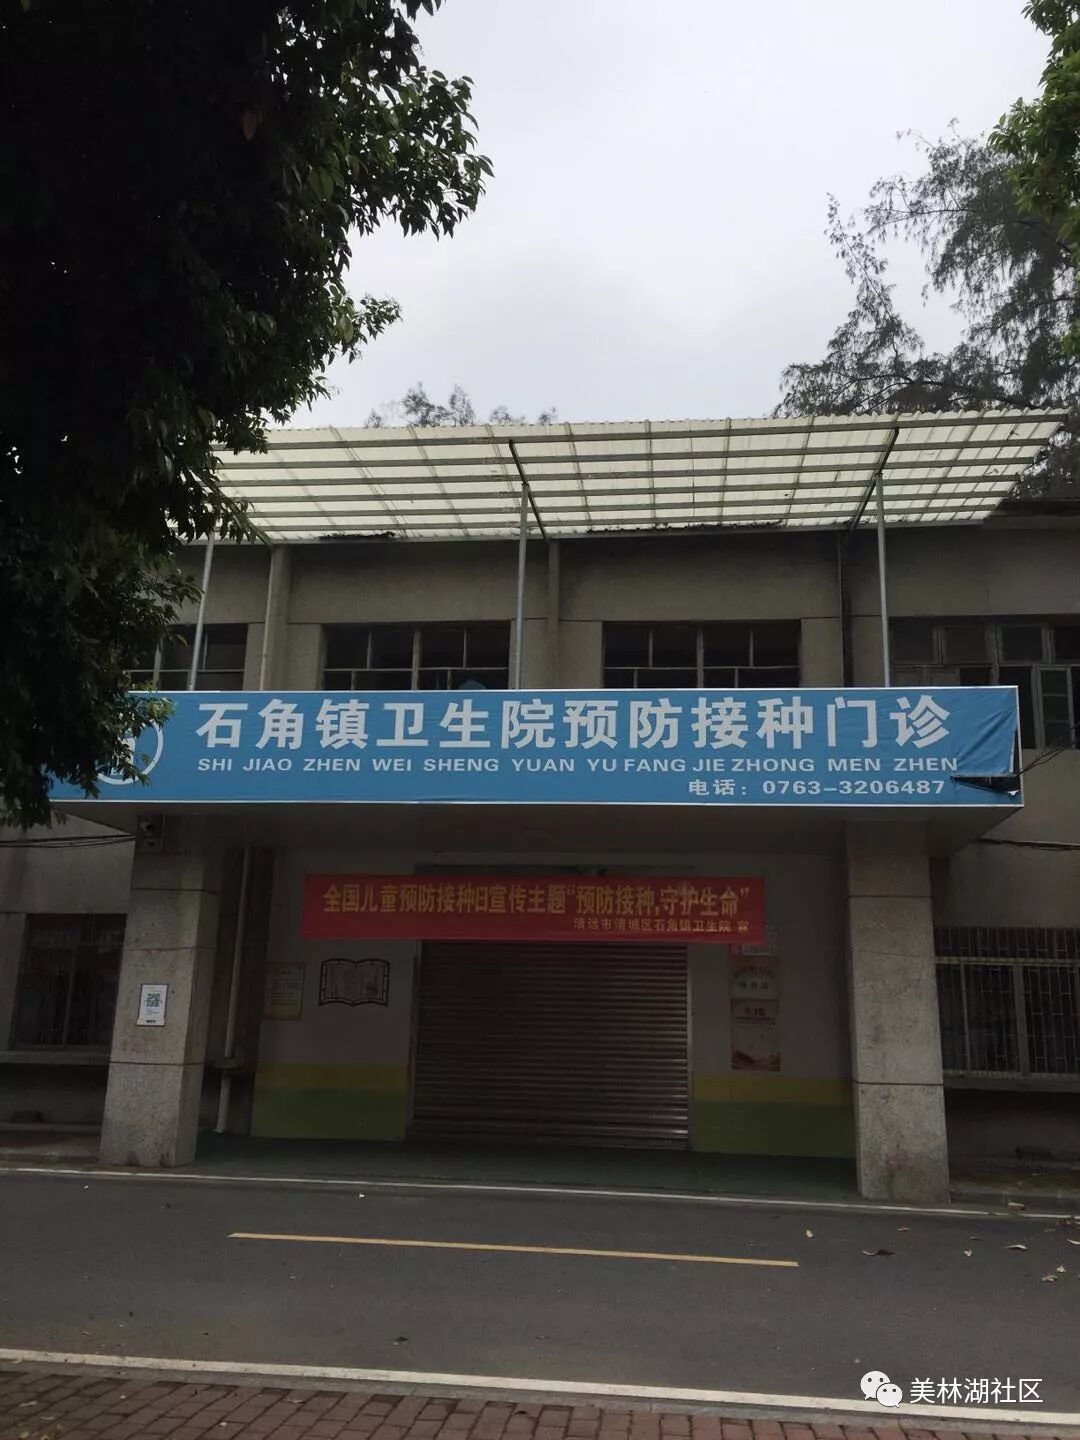 石角镇卫生院预防接种门诊
SHI JIAO ZHEN WEI SHENG YUAN YU FANG JIE ZHONG MEN ZHEN
电话：0763-3206487
全国儿童预防接种日宣传主题“预防接种,守护生命”
清远市清城区石角镇卫生院 宣
美林湖社区